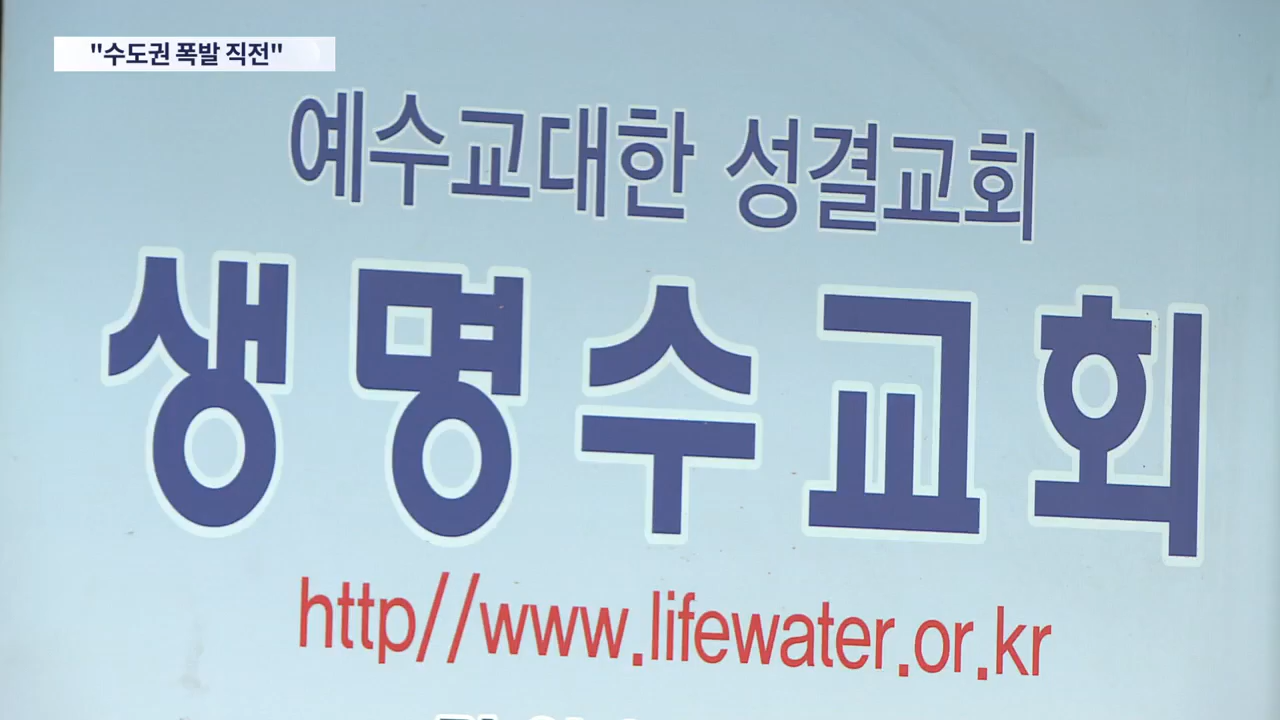 "수도권 폭발 직전"
예수교대한 성결교회
생명수교회
http//www.lifewater.or.kr